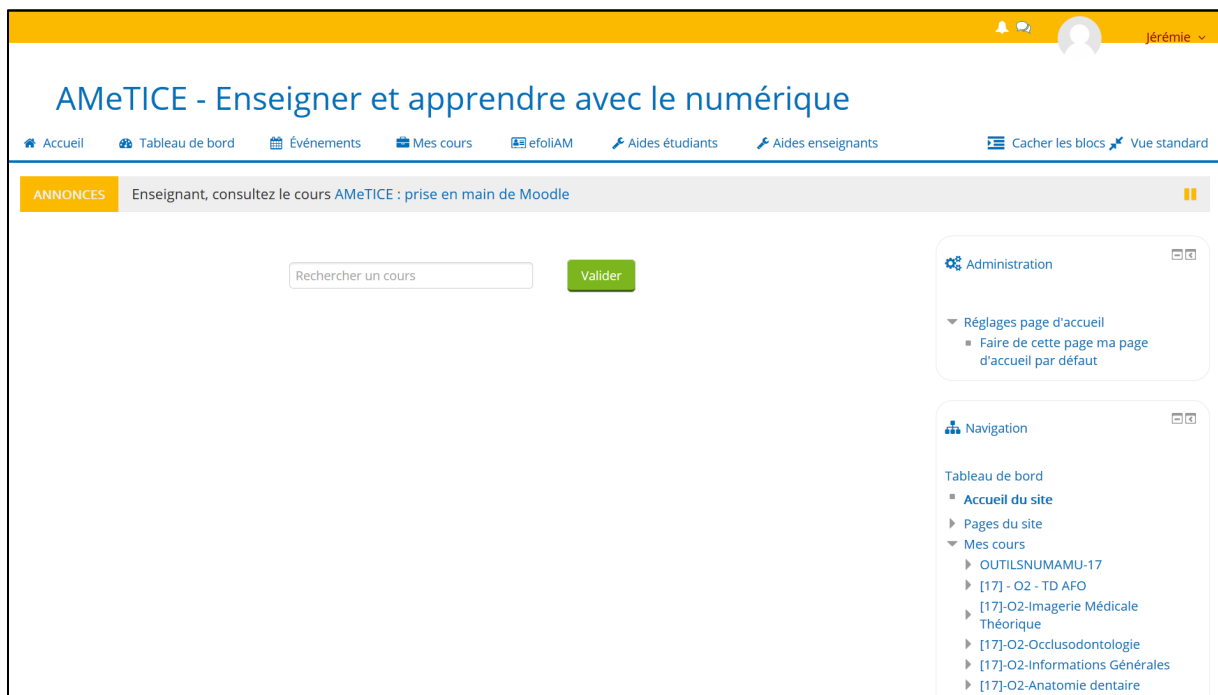 Jérémie
AMeTICE - Enseigner et apprendre avec le numérique
Accueil Tableau de bord Événements Mes cours efoliAM Aides étudiants Aides enseignants Cacher les blocs Vue standard
ANNONCES Enseignant, consultez le cours AMeTICE : prise en main de Moodle
Rechercher un cours Valider
Administration
Réglages page d'accueil
Faire de cette page ma page
d'accueil par défaut
Navigation
Tableau de bord
Accueil du site
Pages du site
Mes cours
OUTILSNUMAMU-17
[17] - O2 - TD AFO
[17]-O2-Imagerie Médicale
Théorique
[17]-O2-Occlusodontologie
[17]-O2-Informations Générales
[17]-O2-Anatomie dentaire